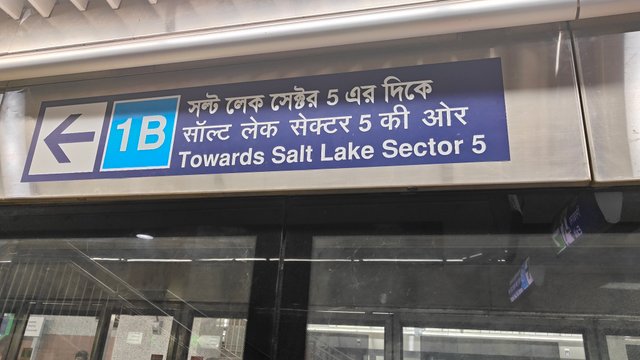 1B
সল্ট লেক সেক্টর 5 এর দিকে
सॉल्ट लेक सेक्टर 5 की ओर
Towards Salt Lake Sector 5